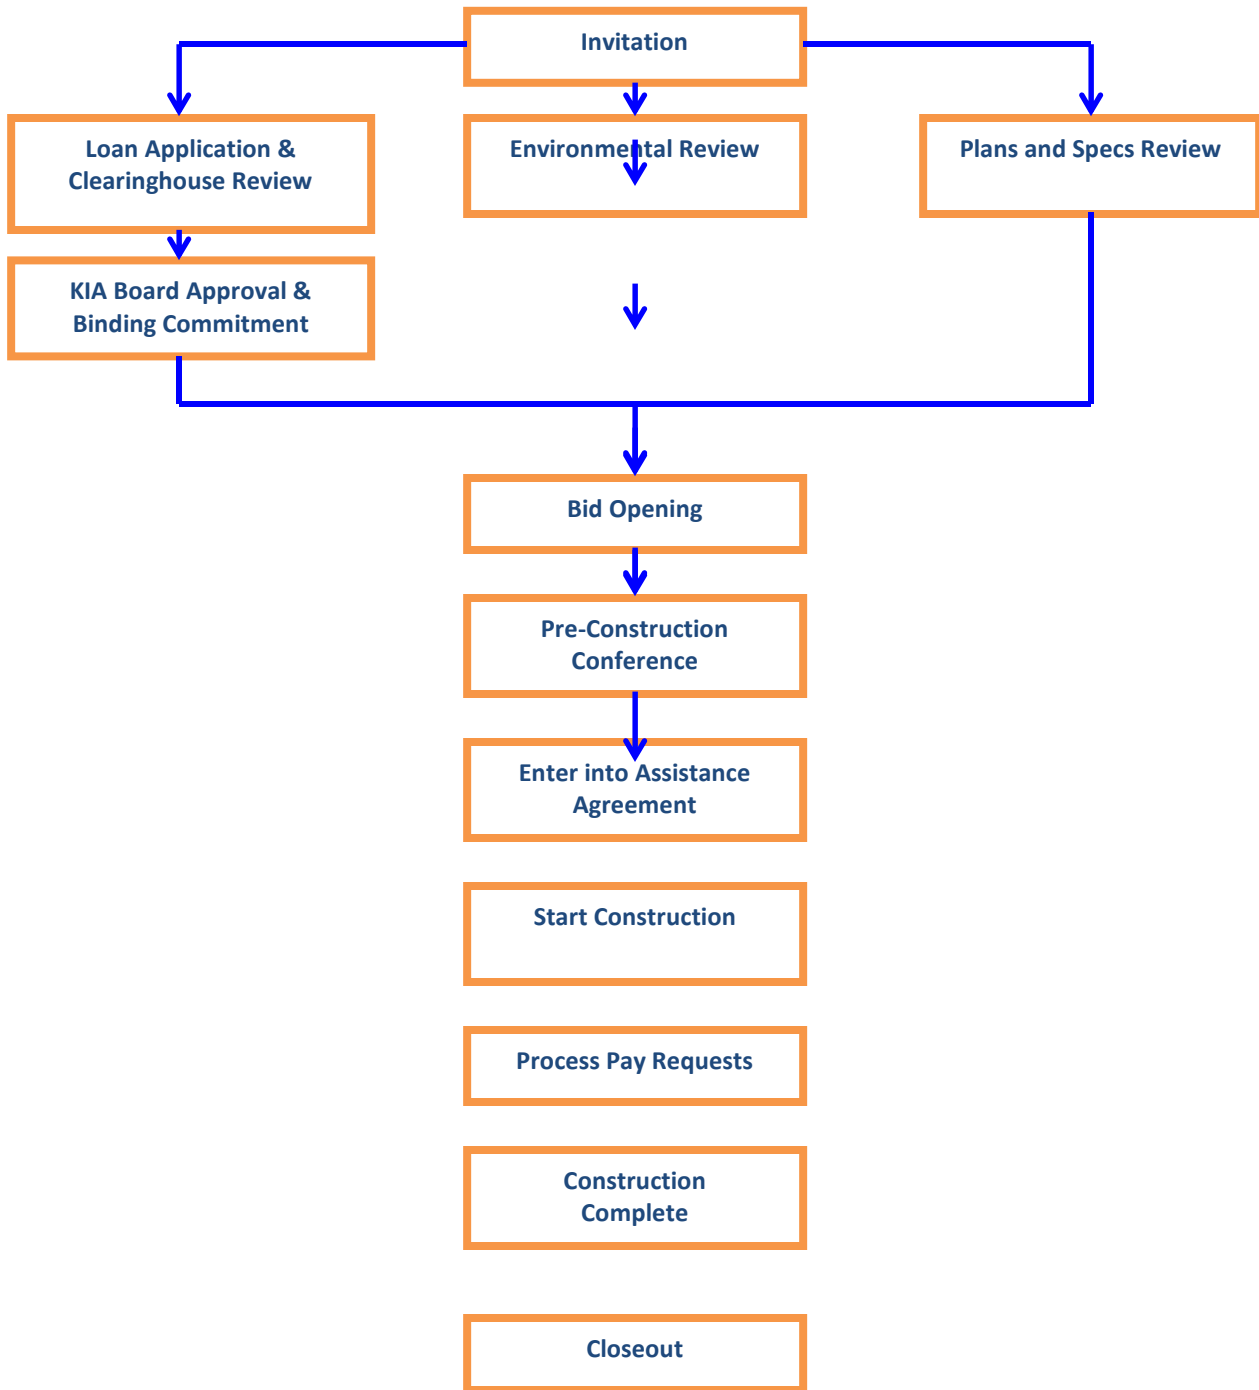 Invitation
Loan Application &
Clearinghouse Review
Environmental Review
Plans and Specs Review
KIA Board Approval &
Binding Commitment
Bid Opening
Pre-Construction
Conference
Enter into Assistance
Agreement
Start Construction
Process Pay Requests
Construction
Complete
Closeout